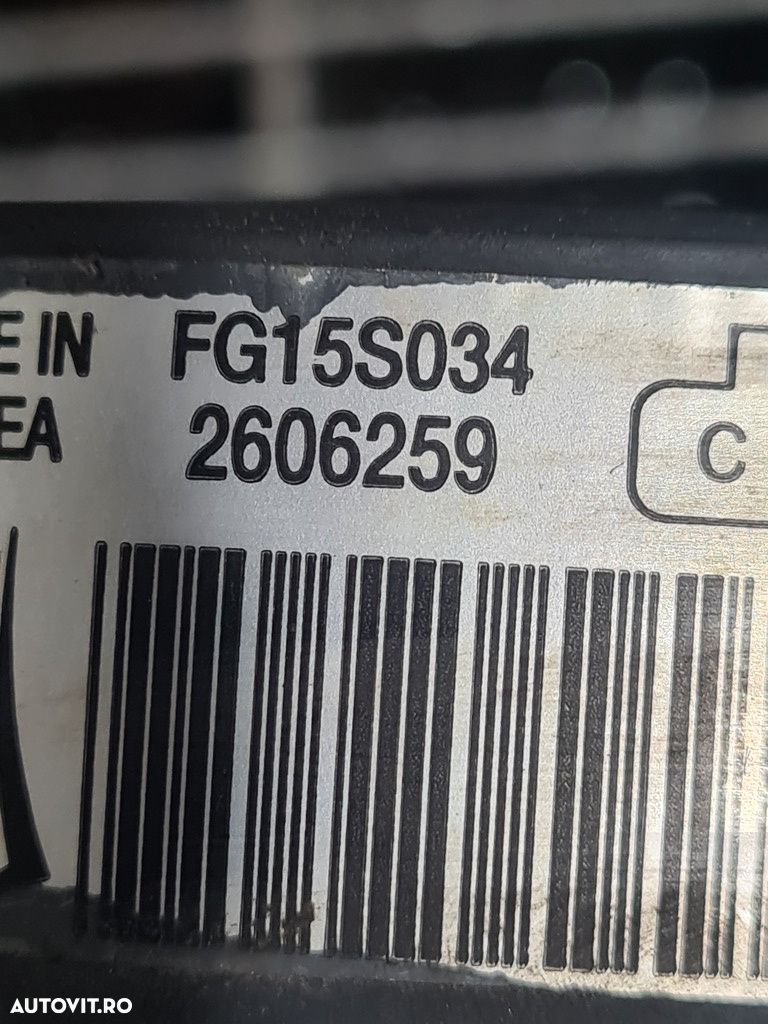 E IN FG15S034
EA 2606259
C
AUTOVIT.RO